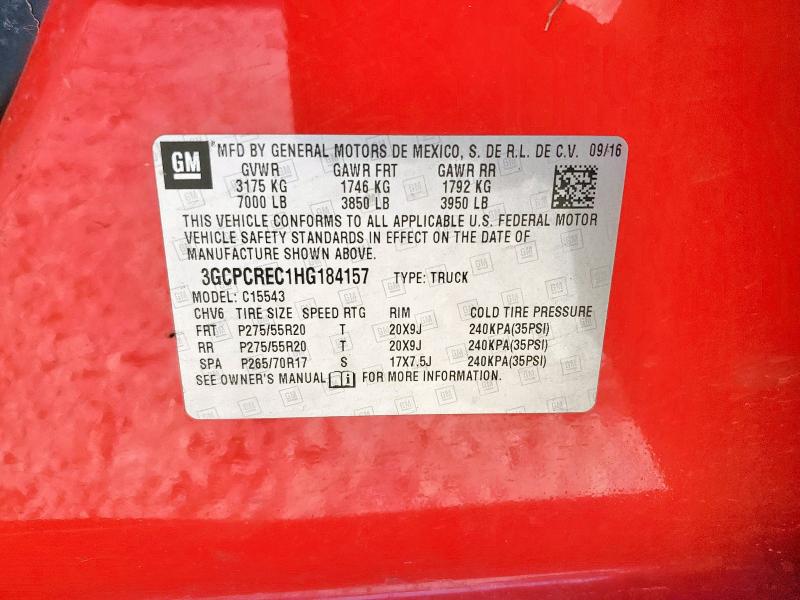 GM MFD BY GENERAL MOTORS DE MEXICO, S. DE R.L. DE C.V. 09/16
GVWR GAWR FRT GAWR RR
3175 KG 1746 KG 1792 KG
7000 LB 3850 LB 3950 LB
THIS VEHICLE CONFORMS TO ALL APPLICABLE U.S. FEDERAL MOTOR
VEHICLE SAFETY STANDARDS IN EFFECT ON THE DATE OF
MANUFACTURE SHOWN ABOVE.
3GCPCREC1HG184157 TYPE: TRUCK
MODEL: C15543
CHV6 TIRE SIZE SPEED RTG RIM COLD TIRE PRESSURE
FRT P275/55R20 T 20X9J 240KPA(35PSI)
RR P275/55R20 T 20X9J 240KPA(35PSI)
SPA P265/70R17 S 17X7.5J 240KPA(35PSI)
SEE OWNER'S MANUAL FOR MORE INFORMATION.